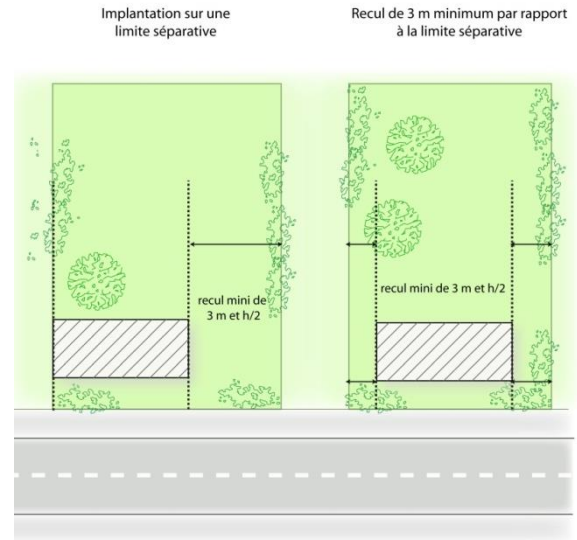 Implantation sur une
limite séparative
Recul de 3 m minimum par rapport
à la limite séparative
recul mini de
3 m et h/2
recul mini de 3 m et h/2